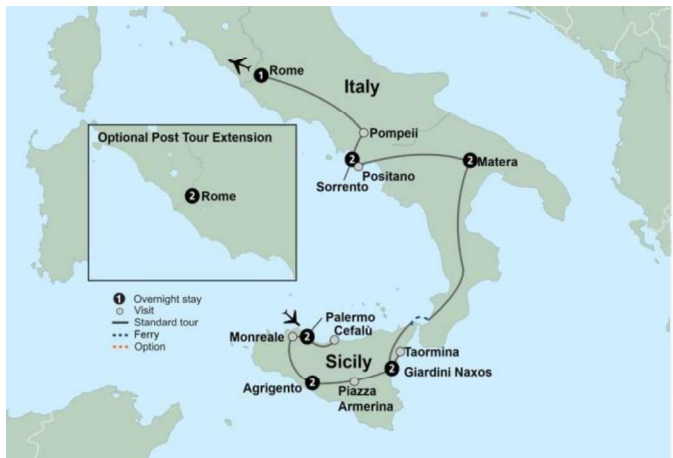 1 Rome
Italy
Optional Post Tour Extension
Pompeii
2
Sorrento
Positano
2 Matera
2 Rome
1 Overnight stay
Visit
Standard tour
Ferry
Option
Palermo
Monreale 2 Cefalù
Sicily
Taormina
2 Giardini Naxos
Agrigento 2
Piazza
Armerina